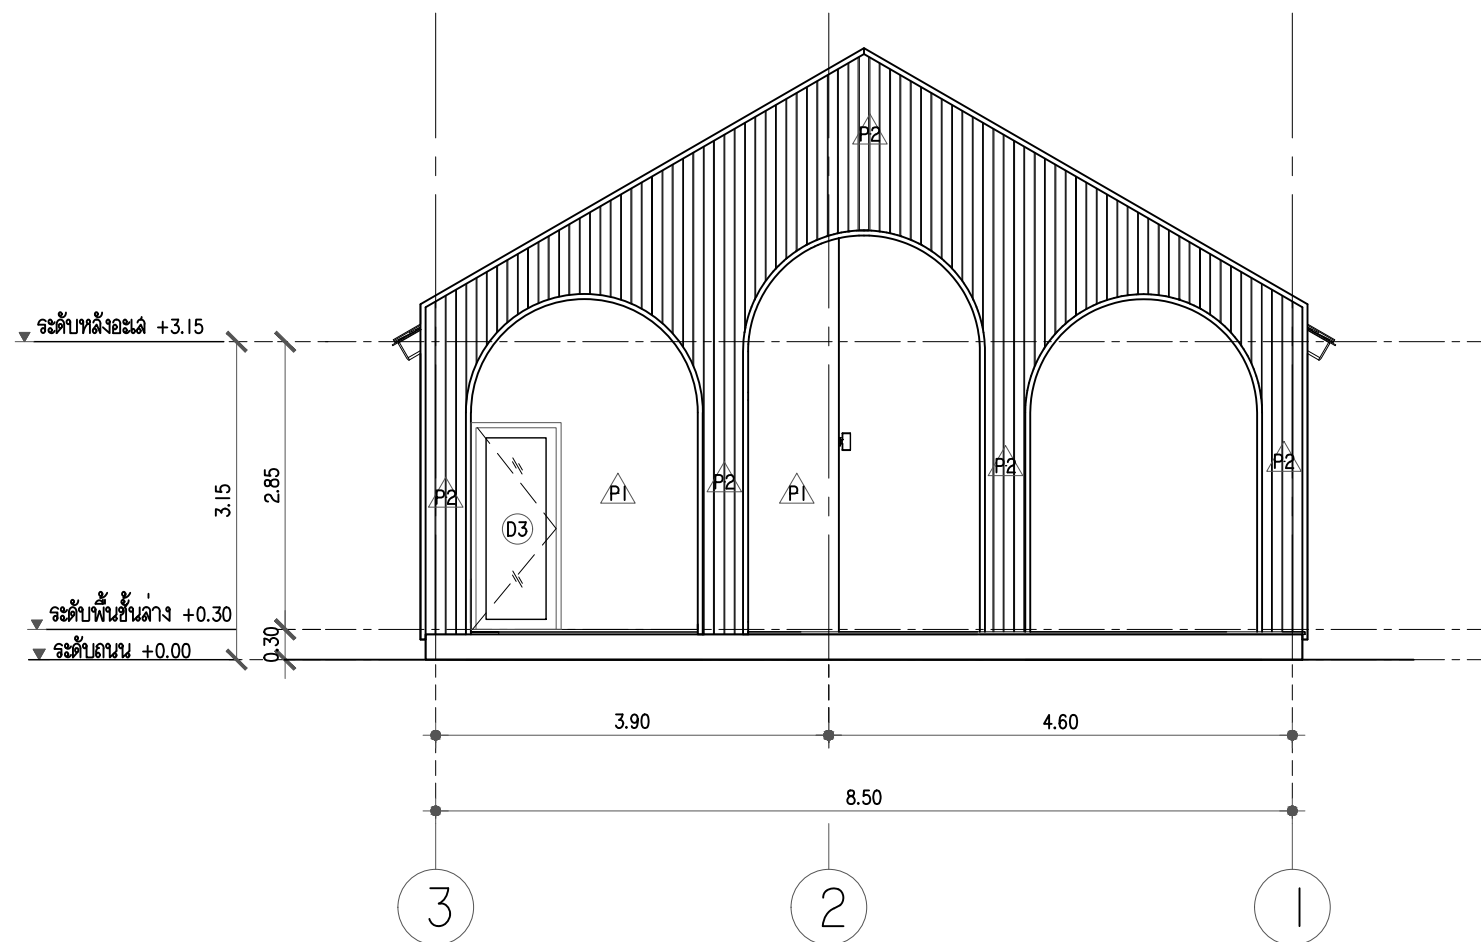 P2
ระดับหลังอะเส +3.15
P2
P2
P2
P2
P1
P1
3.15
2.85
D3
ระดับพื้นชั้นล่าง +0.30
0.30
ระดับถนน +0.00
3.90
4.60
8.50
3
2
1